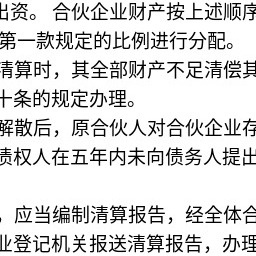 出资。 合伙企业财产按上述顺序
第一款规定的比例进行分配。
清算时，其全部财产不足清偿其
十条的规定办理。
解散后，原合伙人对合伙企业存
债权人在五年内未向债务人提出
，应当编制清算报告，经全体合
业登记机关报送清算报告，办理